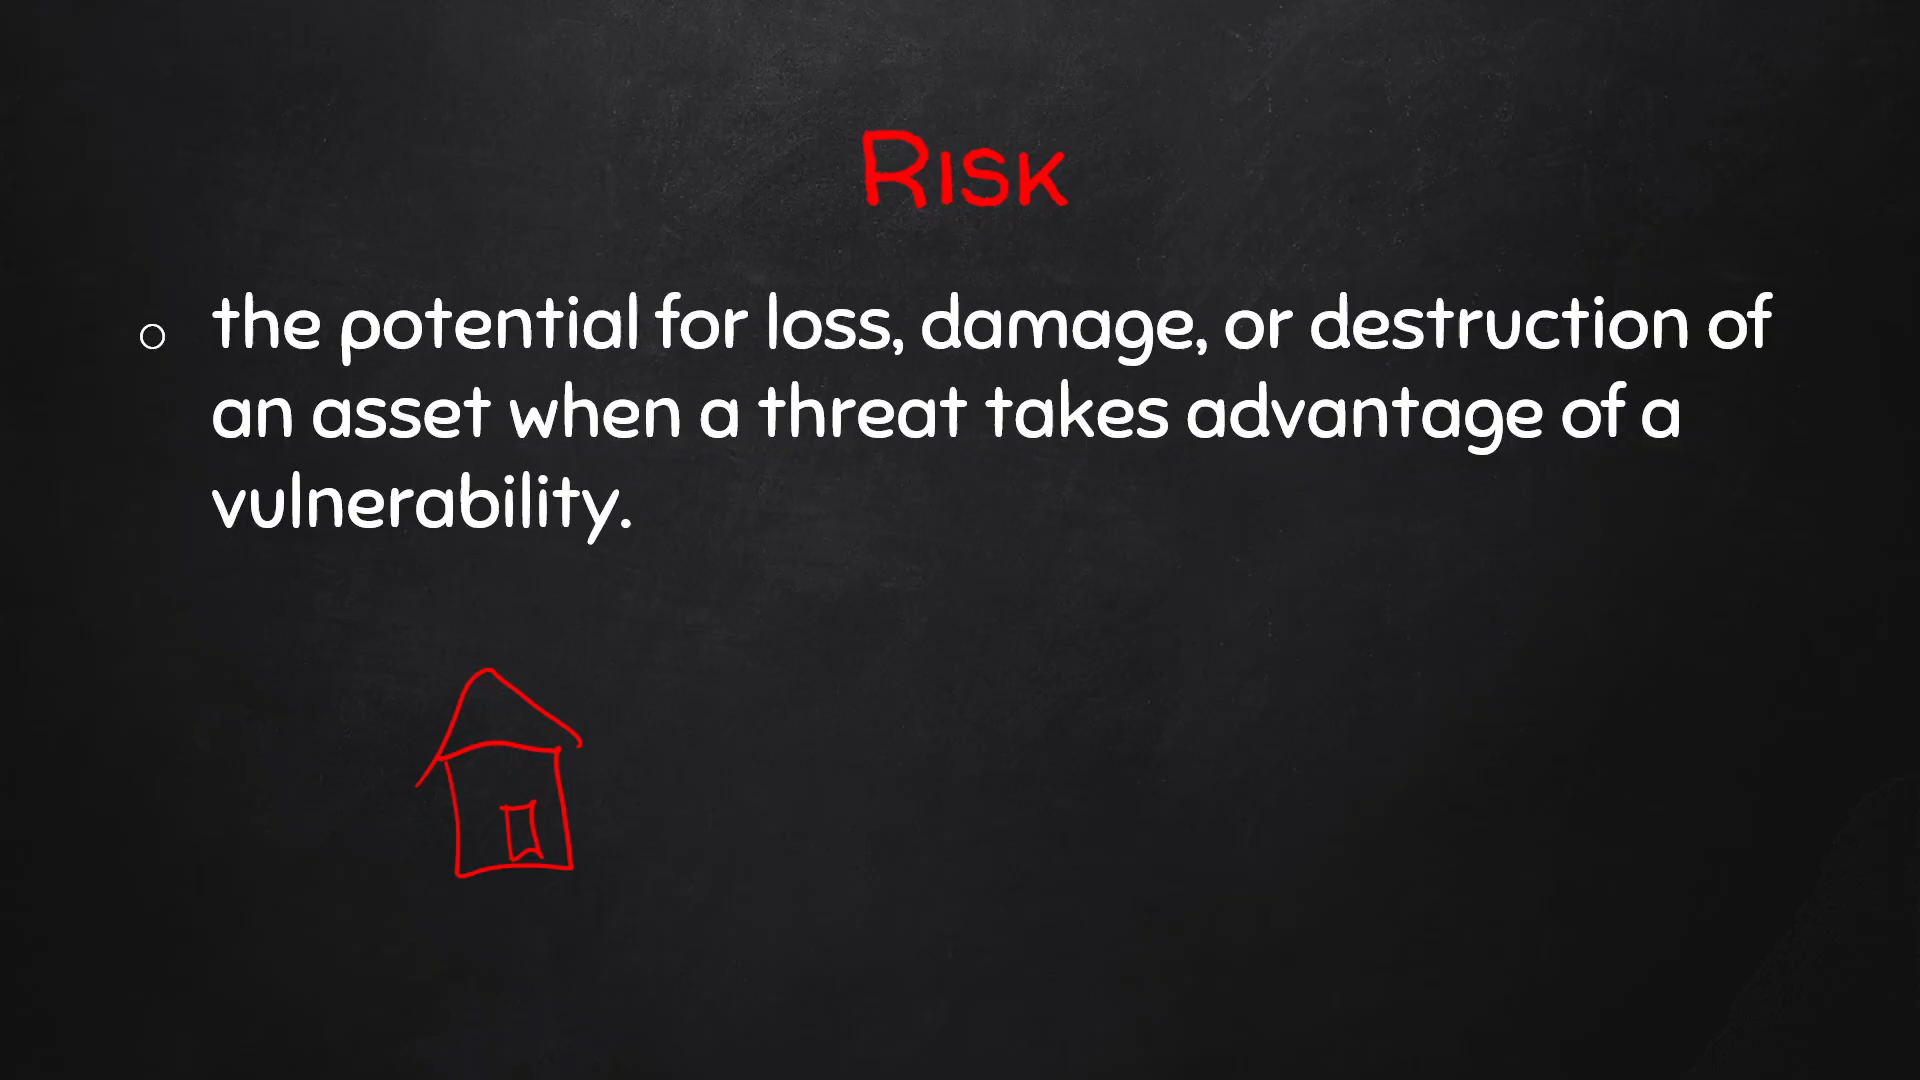 Risk
the potential for loss, damage, or destruction of
an asset when a threat takes advantage of a
vulnerability.